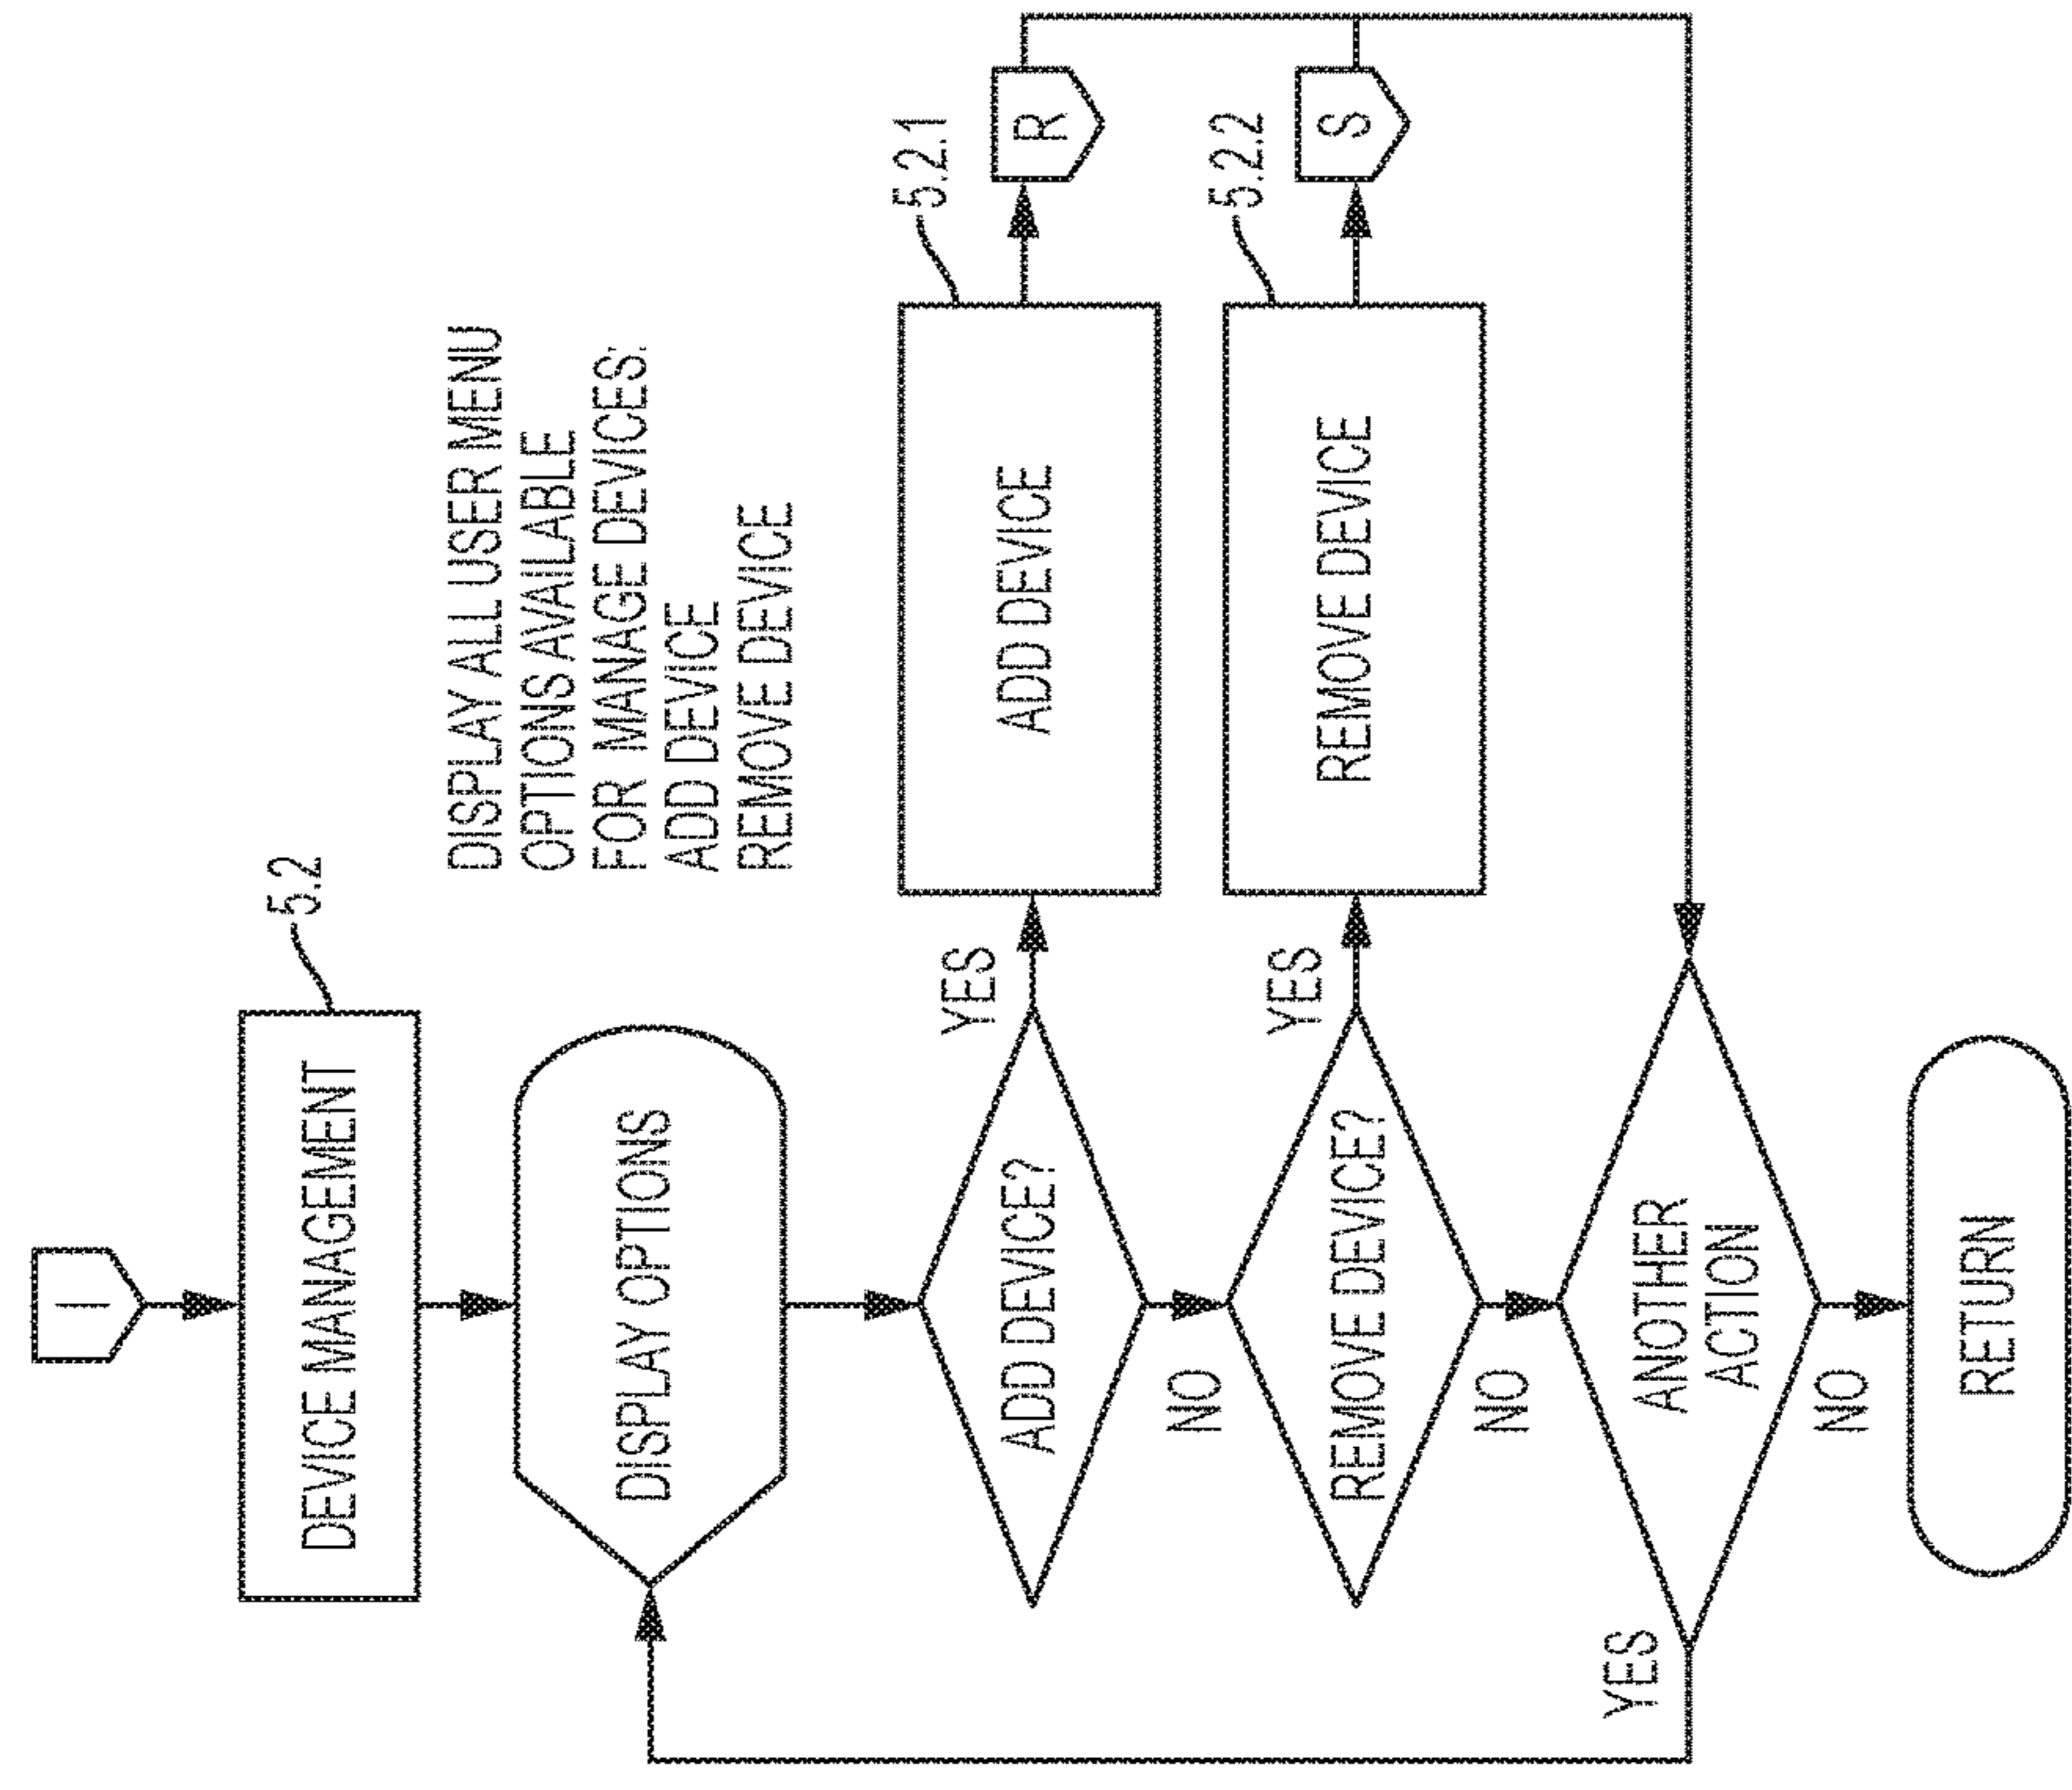 I
5.2
DEVICE MANAGEMENT
DISPLAY OPTIONS
DISPLAY ALL USER MENU
OPTIONS AVAILABLE
FOR MANAGE DEVICES:
ADD DEVICE
REMOVE DEVICE
ADD DEVICE?
YES
ADD DEVICE
5.2.1
R
NO
REMOVE DEVICE?
YES
REMOVE DEVICE
5.2.2
S
NO
ANOTHER
ACTION
YES
NO
RETURN